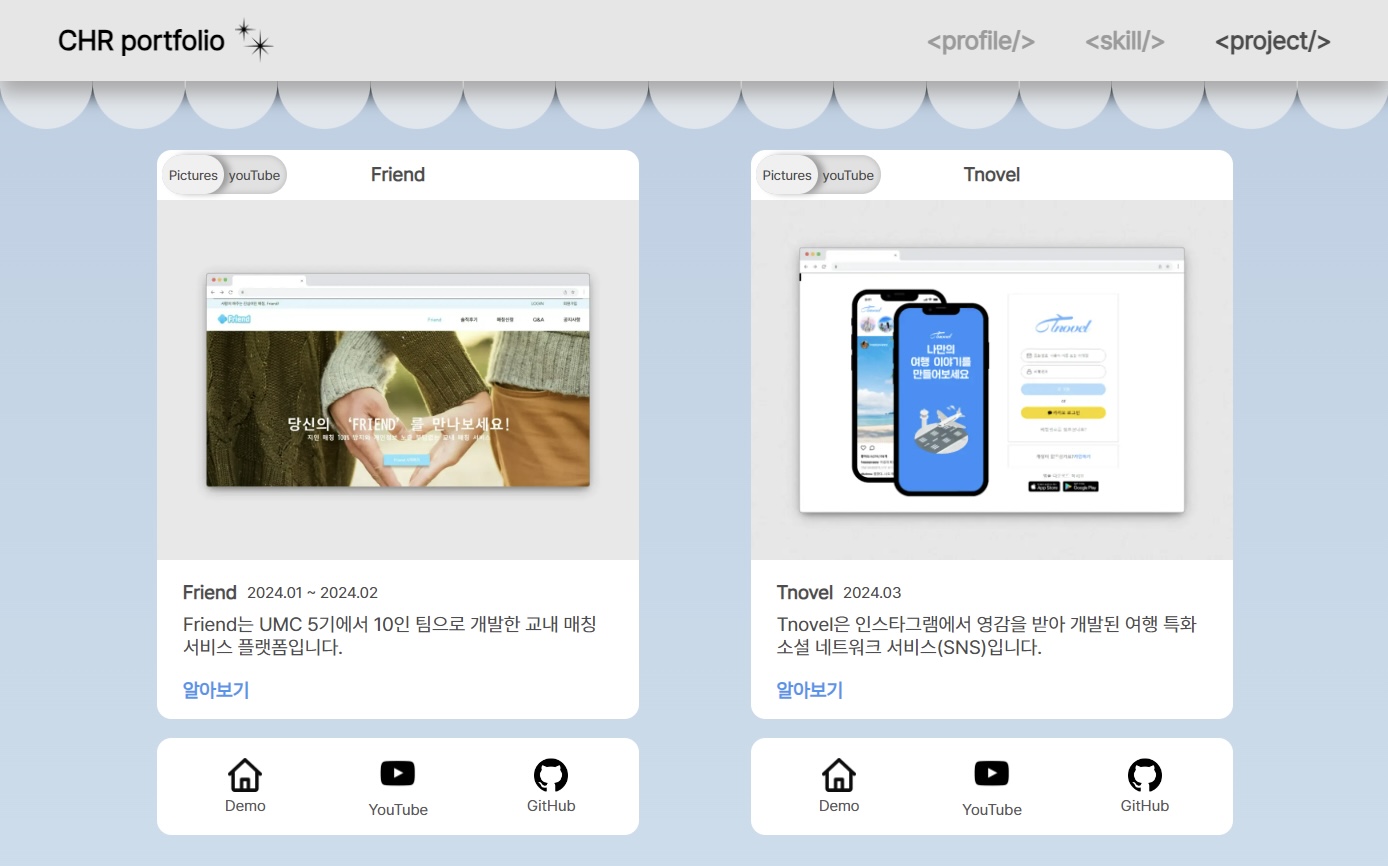 CHR portfolio
<profile/>
<skill/>
<project/>
Pictures youTube
Friend
Pictures youTube
Tnovel
Friend
Friend
당신의 'FRIEND' 를 만나보세요!
Tnovel
나만의
여행 이야기를
만들어보세요
Tnovel
App Store
Google Play
Friend 2024.01 ~ 2024.02
Friend는 UMC 5기에서 10인 팀으로 개발한 교내 매칭
서비스 플랫폼입니다.
알아보기
Tnovel 2024.03
Tnovel은 인스타그램에서 영감을 받아 개발된 여행 특화
소셜 네트워크 서비스(SNS)입니다.
알아보기
Demo
YouTube
GitHub
Demo
YouTube
GitHub